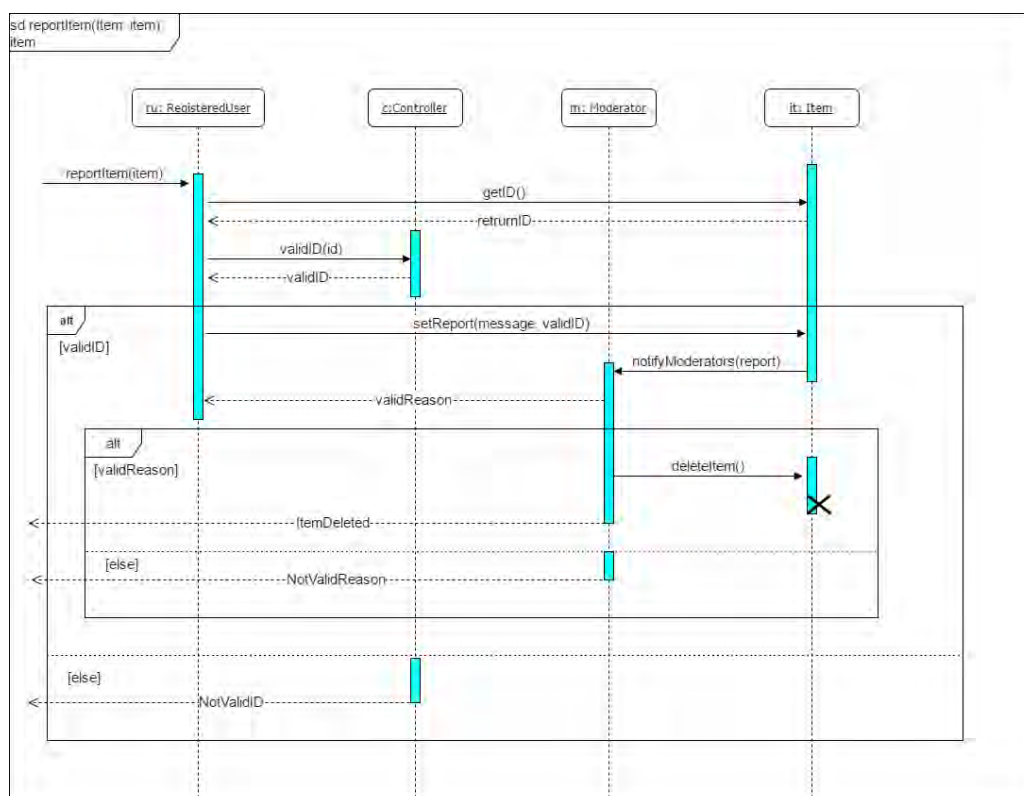 sd reportItem(Item item)
item
ru: RegisteredUser
c:Controller
m: Moderator
it: Item
reportItem(item)
getID()
retrurnID
validID(id)
validID
alt
setReport(message, validID)
[validID]
notifyModerators(report)
validReason
alt
[validReason]
deleteItem()
ItemDeleted
[else]
NotValidReason
[else]
NotValidID